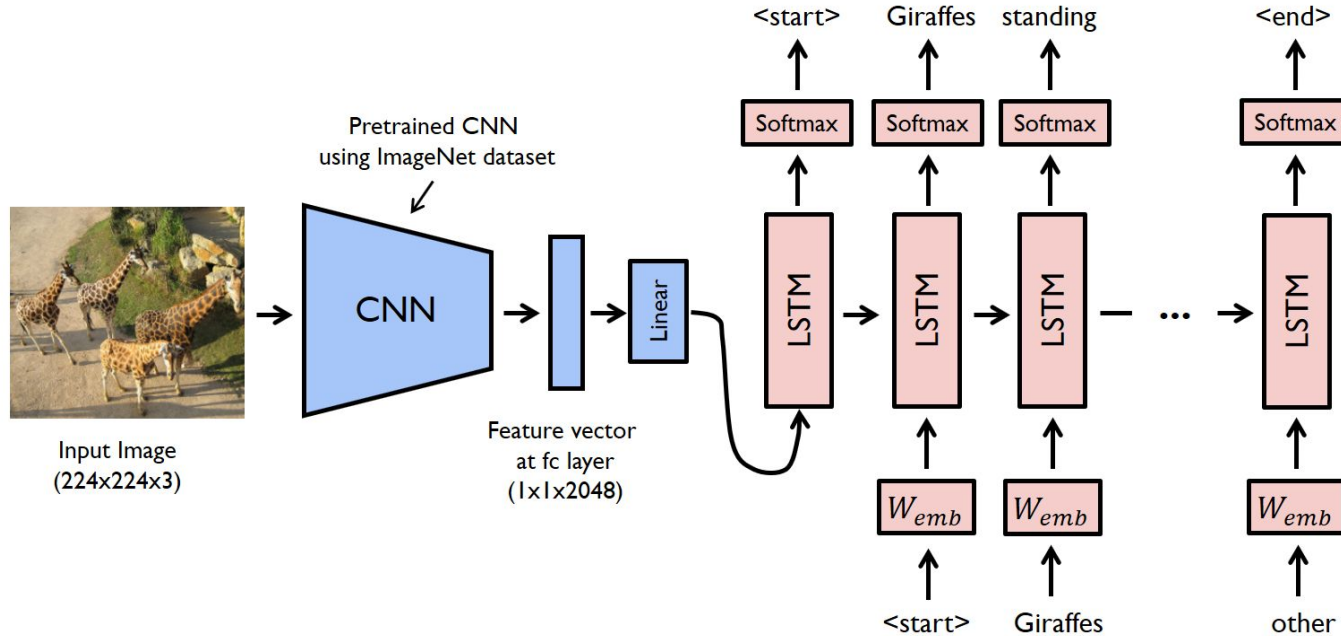 <start> Giraffes standing <end>
Softmax Softmax Softmax Softmax
Pretrained CNN
using ImageNet dataset
CNN
Linear
LSTM LSTM LSTM ... LSTM
Input Image
(224x224x3)
Feature vector
at fc layer
(1x1x2048)
W_emb W_emb W_emb
<start> Giraffes other